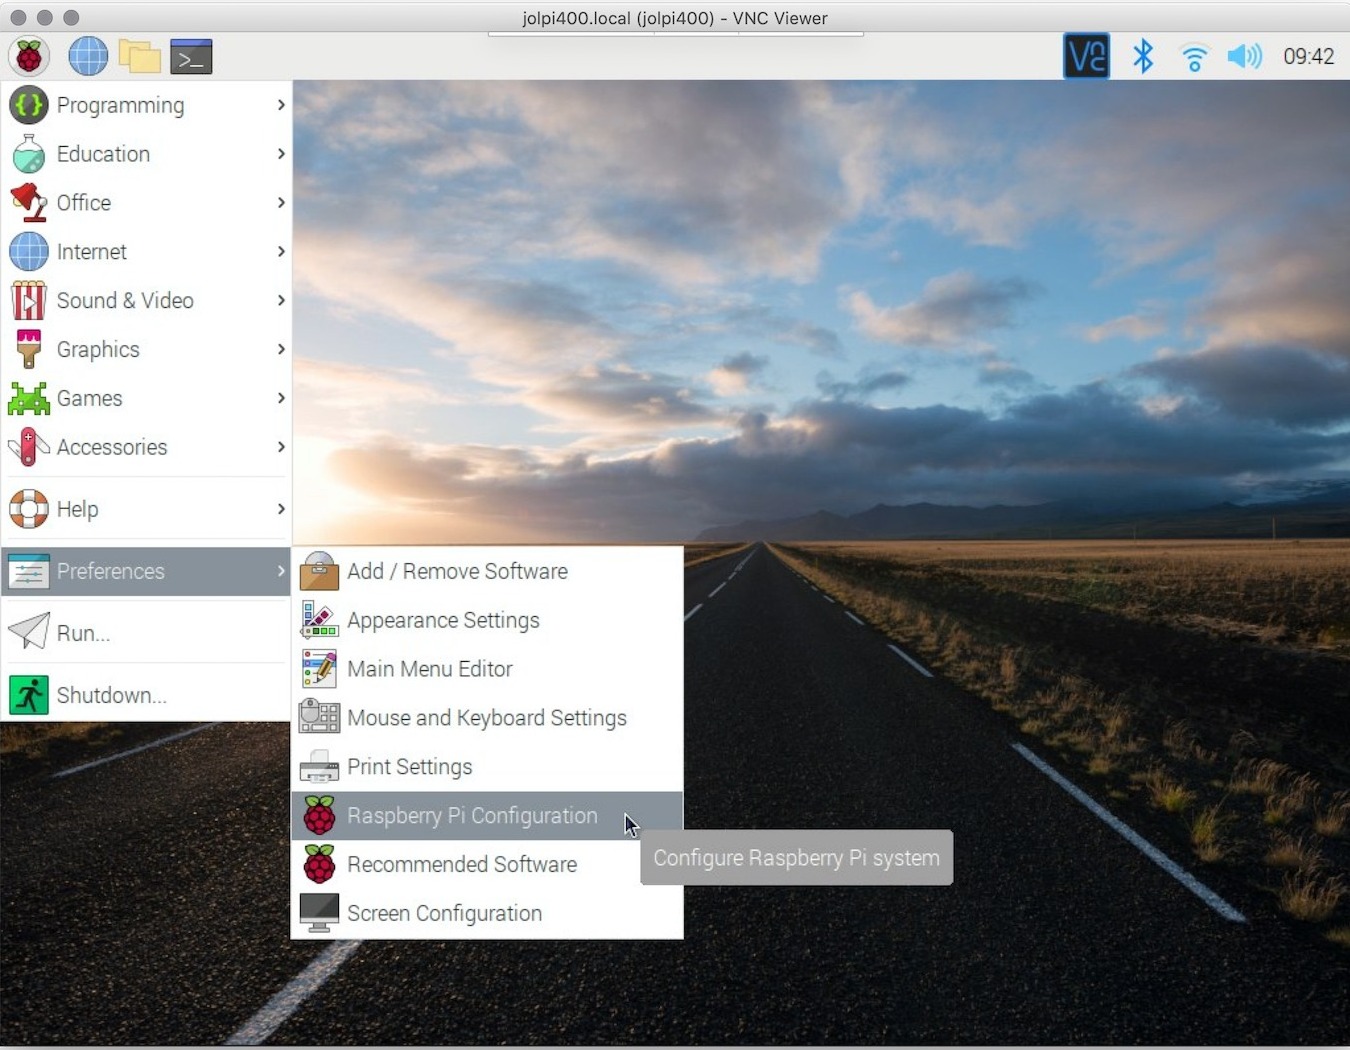 jolpi400.local (jolpi400) - VNC Viewer
>_
VNC
09:42
Programming
Education
Office
Internet
Sound & Video
Graphics
Games
Accessories
Help
Preferences
Run...
Shutdown...
Add / Remove Software
Appearance Settings
Main Menu Editor
Mouse and Keyboard Settings
Print Settings
Raspberry Pi Configuration
Configure Raspberry Pi system
Recommended Software
Screen Configuration